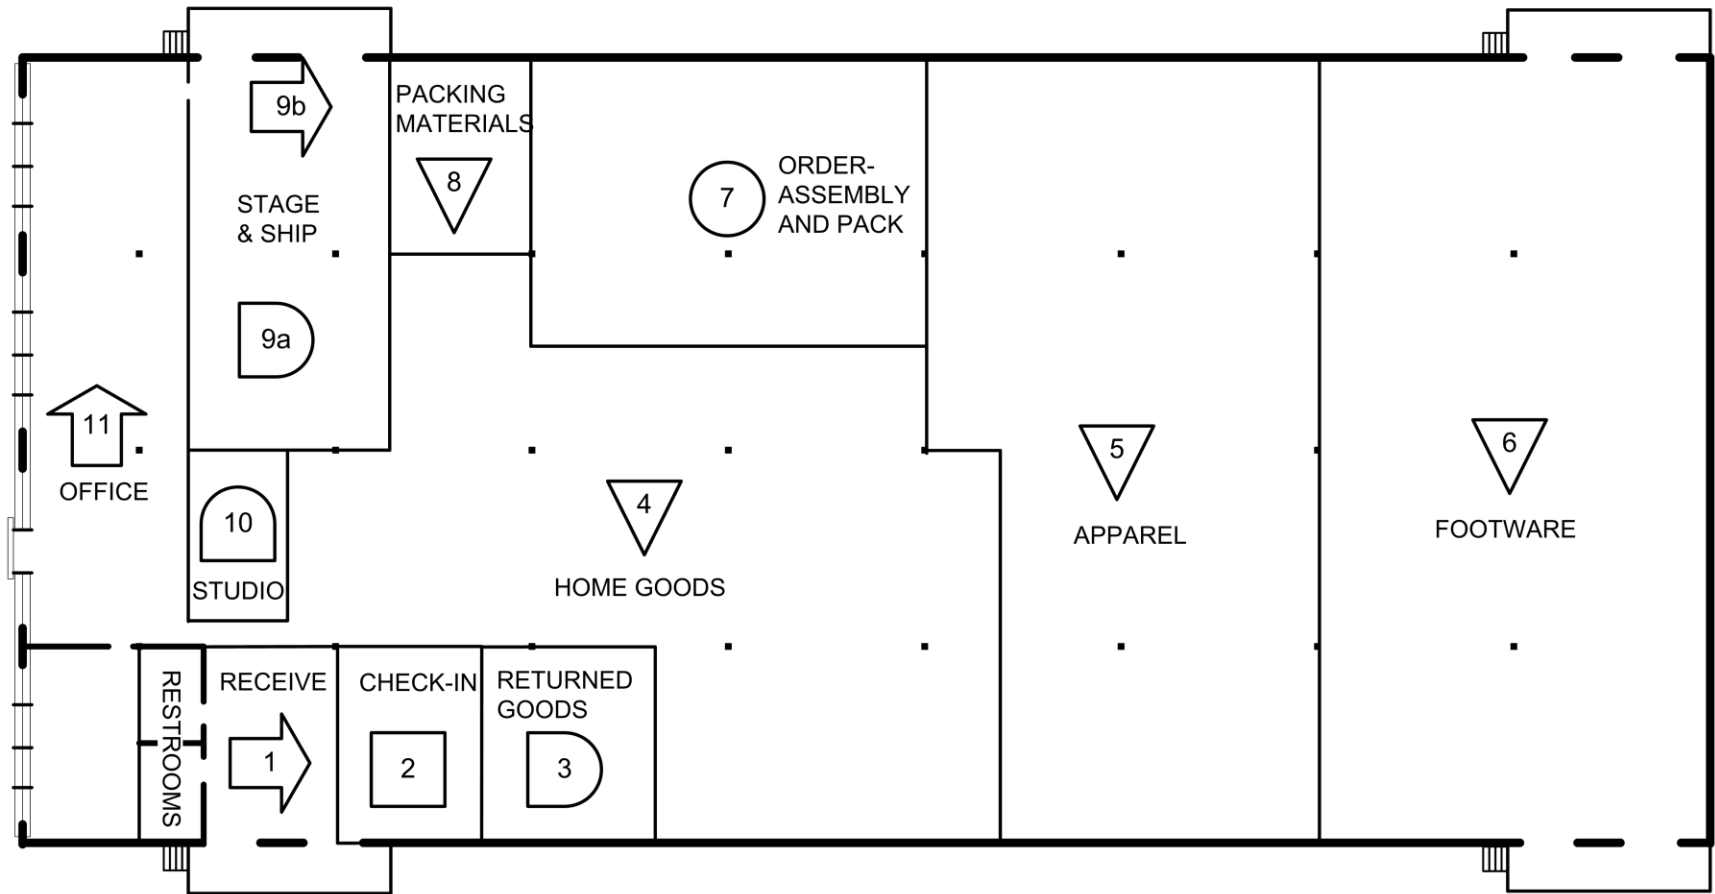 9b
PACKING
MATERIALS
8
ORDER-
ASSEMBLY
AND PACK
7
STAGE
& SHIP
9a
11
OFFICE
10
STUDIO
4
HOME GOODS
5
APPAREL
6
FOOTWARE
RESTROOMS
RECEIVE
1
CHECK-IN
2
RETURNED
GOODS
3